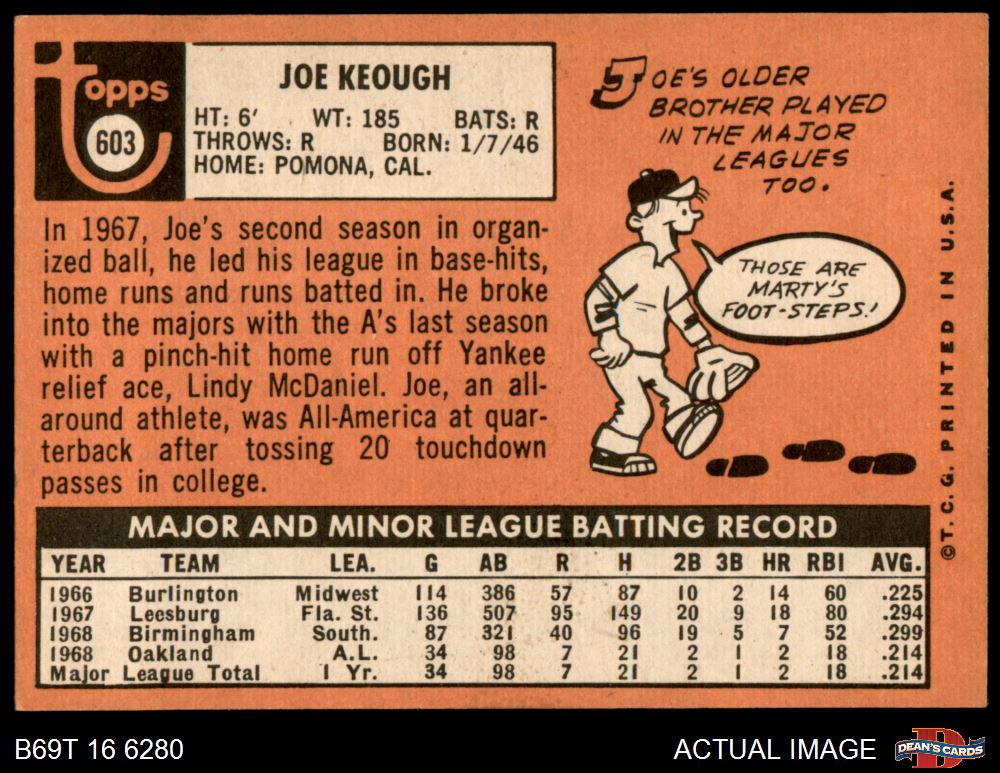 topps
603
JOE KEOUGH
HT: 6' WT: 185 BATS: R
THROWS: R BORN: 1/7/46
HOME: POMONA, CAL.
In 1967, Joe's second season in organ-
ized ball, he led his league in base-hits,
home runs and runs batted in. He broke
into the majors with the A's last season
with a pinch-hit home run off Yankee
relief ace, Lindy McDaniel. Joe, an all-
around athlete, was All-America at quar-
terback after tossing 20 touchdown
passes in college.
JOE'S OLDER
BROTHER PLAYED
IN THE MAJOR
LEAGUES
TOO.
THOSE ARE
MARTY'S
FOOT-STEPS!
©T.C.G. PRINTED IN U.S.A.
MAJOR AND MINOR LEAGUE BATTING RECORD
YEAR TEAM LEA. G AB R H 2B 3B HR RBI AVG.
1966 Burlington Midwest 114 386 57 87 10 2 14 60 .225
1967 Leesburg Fla. St. 136 507 95 149 20 9 18 80 .294
1968 Birmingham South. 87 321 40 96 19 5 7 52 .299
1968 Oakland A.L. 34 98 7 21 2 1 2 18 .214
Major League Total 1 Yr. 34 98 7 21 2 1 2 18 .214
B69T 16 6280
ACTUAL IMAGE
D
DEAN'S CARDS